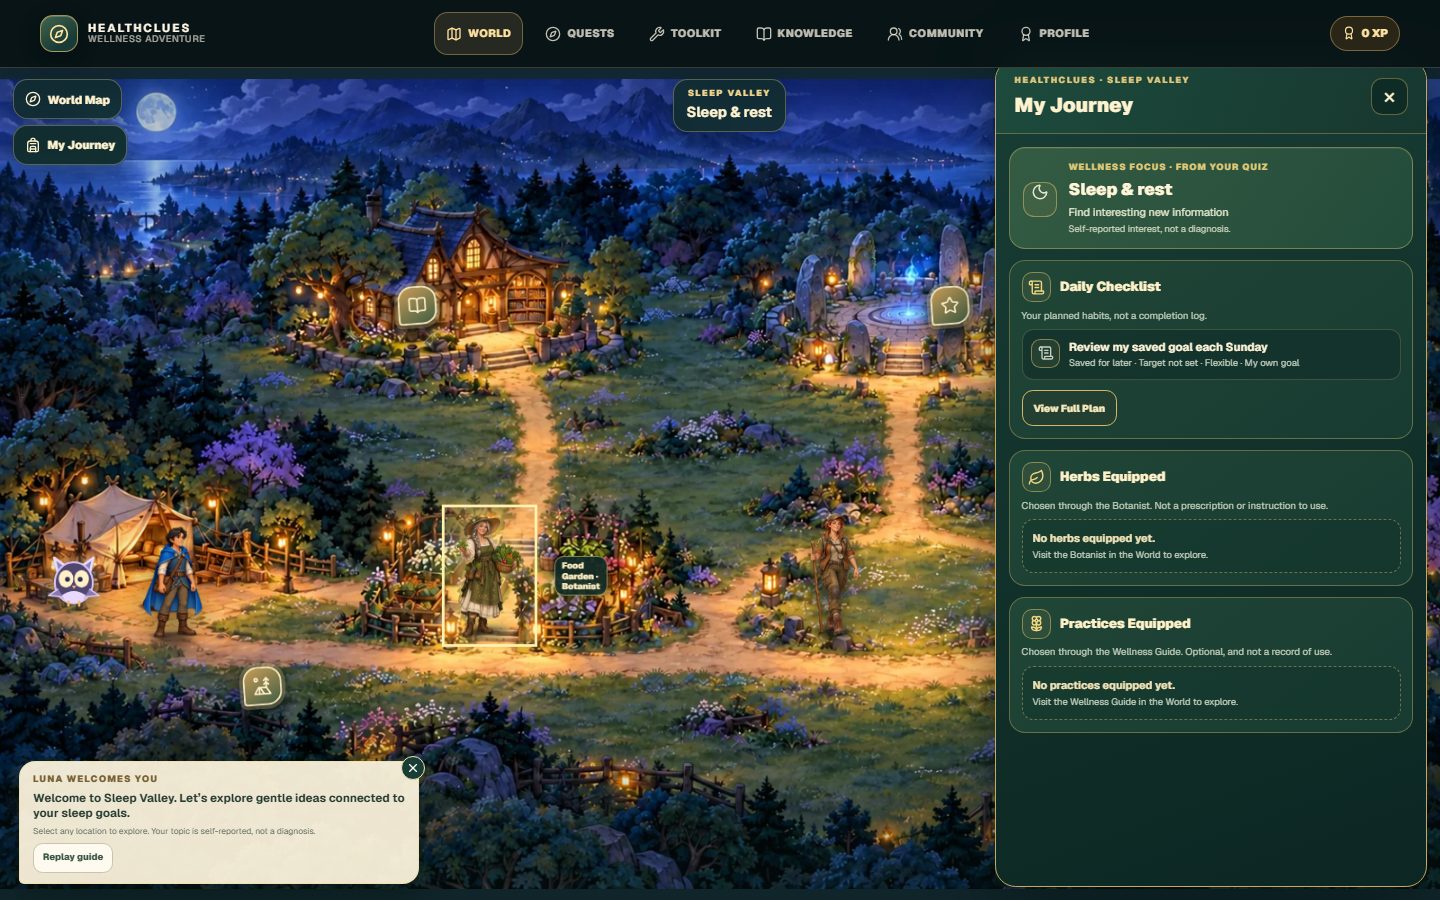 HEALTHCLUES
WELLNESS ADVENTURE
WORLD
QUESTS
TOOLKIT
KNOWLEDGE
COMMUNITY
PROFILE
0 XP
World Map
My Journey
SLEEP VALLEY
Sleep & rest
Food
Garden ·
Botanist
LUNA WELCOMES YOU
Welcome to Sleep Valley. Let's explore gentle ideas connected to
your sleep goals.
Select any location to explore. Your topic is self-reported, not a diagnosis.
Replay guide
HEALTHCLUES · SLEEP VALLEY
My Journey
WELLNESS FOCUS · FROM YOUR QUIZ
Sleep & rest
Find interesting new information
Self-reported interest, not a diagnosis.
Daily Checklist
Your planned habits, not a completion log.
Review my saved goal each Sunday
Saved for later · Target not set · Flexible · My own goal
View Full Plan
Herbs Equipped
Chosen through the Botanist. Not a prescription or instruction to use.
No herbs equipped yet.
Visit the Botanist in the World to explore.
Practices Equipped
Chosen through the Wellness Guide. Optional, and not a record of use.
No practices equipped yet.
Visit the Wellness Guide in the World to explore.